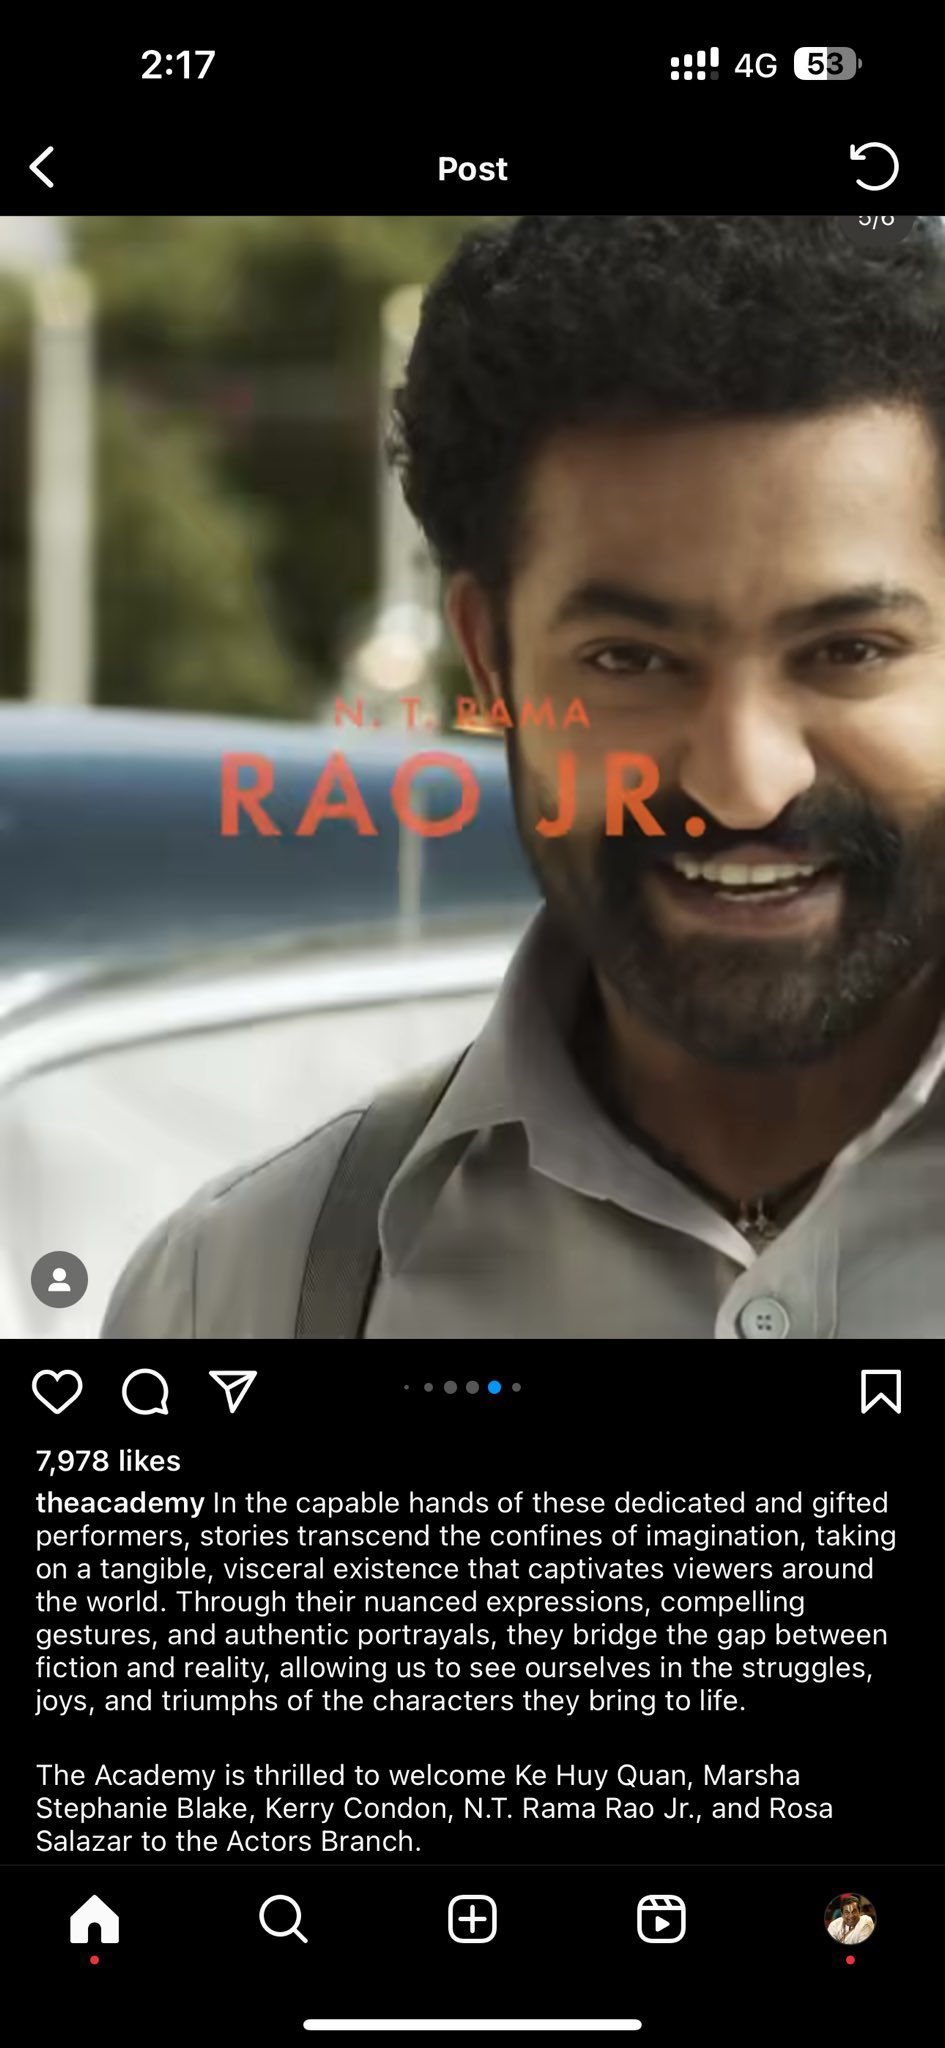 2:17
4G
53
Post
5/6
N. T. RAMA
RAO JR.
7,978 likes
theacademy In the capable hands of these dedicated and gifted
performers, stories transcend the confines of imagination, taking
on a tangible, visceral existence that captivates viewers around
the world. Through their nuanced expressions, compelling
gestures, and authentic portrayals, they bridge the gap between
fiction and reality, allowing us to see ourselves in the struggles,
joys, and triumphs of the characters they bring to life.
The Academy is thrilled to welcome Ke Huy Quan, Marsha
Stephanie Blake, Kerry Condon, N.T. Rama Rao Jr., and Rosa
Salazar to the Actors Branch.